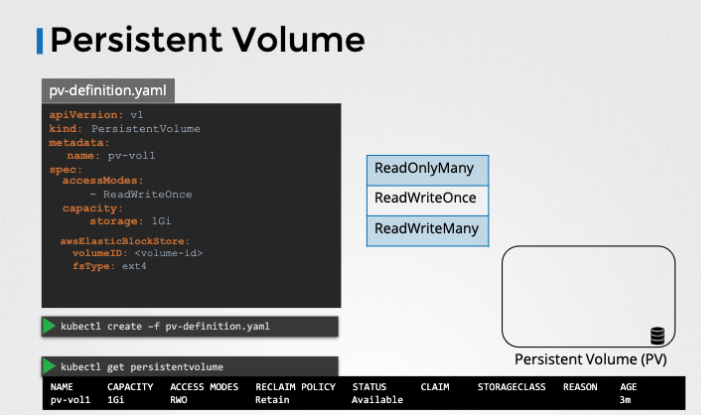 Persistent Volume
pv-definition.yaml
apiVersion: v1
kind: PersistentVolume
metadata:
name: pv-vol1
spec:
accessModes:
- ReadWriteOnce
capacity:
storage: 1Gi
awsElasticBlockStore:
volumeID: <volume-id>
fsType: ext4
ReadOnlyMany
ReadWriteOnce
ReadWriteMany
Persistent Volume (PV)
kubectl create -f pv-definition.yaml
kubectl get persistentvolume
NAME CAPACITY ACCESS MODES RECLAIM POLICY STATUS CLAIM STORAGECLASS REASON AGE
pv-vol1 1Gi RWO Retain Available 3m